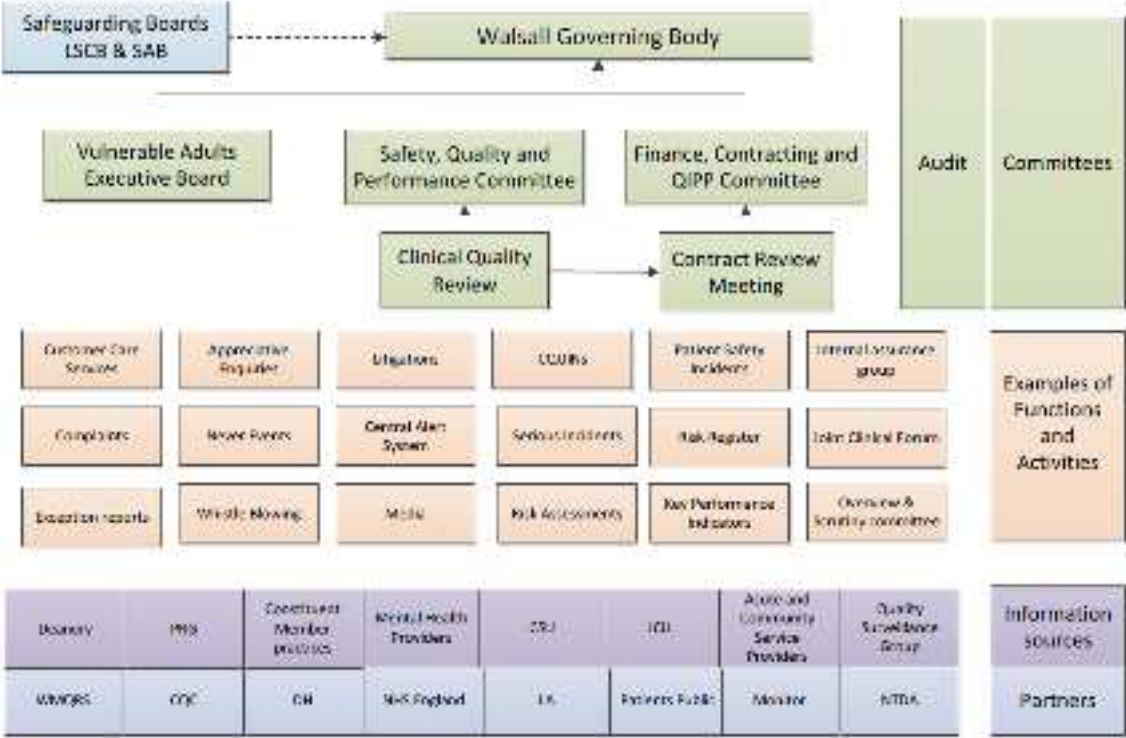 Safeguarding Boards
LSCB & SAB
Walsall Governing Body
Vulnerable Adults
Executive Board
Safety, Quality and
Performance Committee
Finance, Contracting and
QIPP Committee
Audit
Committees
Clinical Quality
Review
Contract Review
Meeting
Customer Care
Services
Appreciative
Enquiries
Litigations
CQUINs
Patient Safety
Incidents
Internal assurance
group
Examples of
Functions
and
Activities
Complaints
Never Events
Central Alert
System
Serious Incidents
Risk Register
Joint Clinical Forum
Exception reports
Whistle Blowing
Media
Risk Assessments
Key Performance
Indicators
Overview &
Scrutiny committee
Deanery
Constituent
Member
practices
Mental Health
Providers
CSU
Acute and
Community
Service
Providers
Quality
Surveillance
Group
Information
sources
WMQRS
CQC
DH
NHS England
LA
Patients Public
Monitor
NTDA
Partners